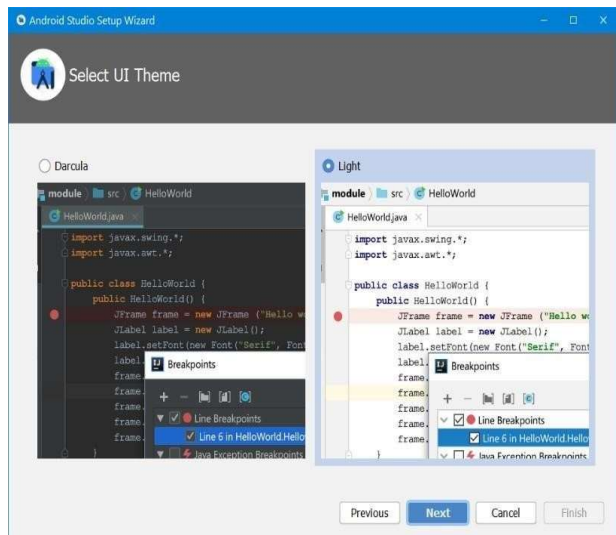 Android Studio Setup Wizard
Select UI Theme
Darcula
module src HelloWorld
HelloWorld.java
import javax.swing.*;
import javax.awt.*;
public class HelloWorld {
public HelloWorld() {
JFrame frame = new JFrame ("Hello wo
JLabel label = new JLabel();
label.setFont(new Font("Serif", Font
label.
frame.
frame.
frame.
frame.
frame.
}
Breakpoints
Line Breakpoints
Line 6 in HelloWorld.Hello
Java Exception Breakpoints
Light
module src HelloWorld
HelloWorld.java
import javax.swing.*;
import javax.awt.*;
public class HelloWorld {
public HelloWorld() {
JFrame frame = new JFrame ("Hello wo
JLabel label = new JLabel();
label.setFont(new Font("Serif", Font
label.
frame.
frame.
frame.
frame.
frame.
}
Breakpoints
Line Breakpoints
Line 6 in HelloWorld.Hello
Java Exception Breakpoints
Previous Next Cancel Finish